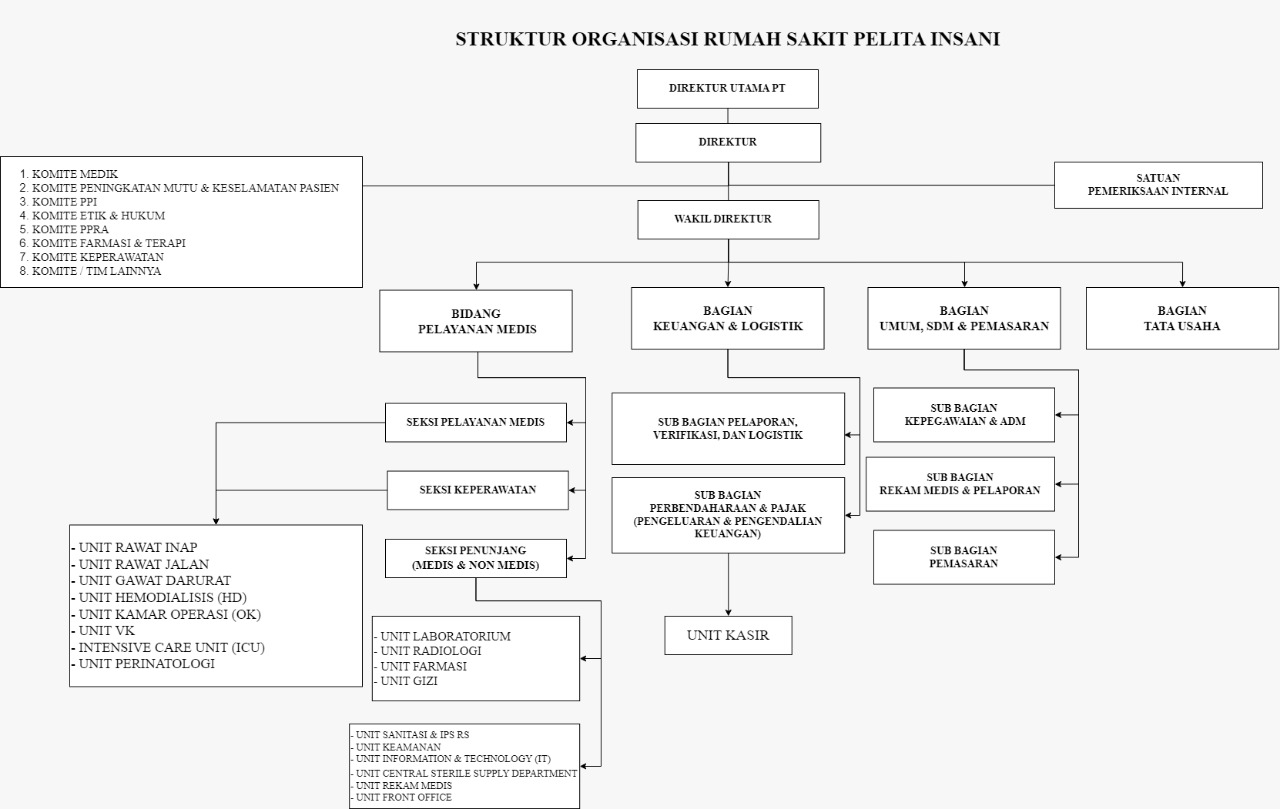 STRUKTUR ORGANISASI RUMAH SAKIT PELITA INSANI
DIREKTUR UTAMA PT
DIREKTUR
1. KOMITE MEDIK
2. KOMITE PENINGKATAN MUTU & KESELAMATAN PASIEN
3. KOMITE PPI
4. KOMITE ETIK & HUKUM
5. KOMITE PPRA
6. KOMITE FARMASI & TERAPI
7. KOMITE KEPERAWATAN
8. KOMITE / TIM LAINNYA
SATUAN
PEMERIKSAAN INTERNAL
WAKIL DIREKTUR
BIDANG
PELAYANAN MEDIS
BAGIAN
KEUANGAN & LOGISTIK
BAGIAN
UMUM, SDM & PEMASARAN
BAGIAN
TATA USAHA
SEKSI PELAYANAN MEDIS
SEKSI KEPERAWATAN
SEKSI PENUNJANG
(MEDIS & NON MEDIS)
SUB BAGIAN PELAPORAN,
VERIFIKASI, DAN LOGISTIK
SUB BAGIAN
PERBENDAHARAAN & PAJAK
(PENGELUARAN & PENGENDALIAN
KEUANGAN)
UNIT KASIR
SUB BAGIAN
KEPEGAWAIAN & ADM
SUB BAGIAN
REKAM MEDIS & PELAPORAN
SUB BAGIAN
PEMASARAN
- UNIT RAWAT INAP
- UNIT RAWAT JALAN
- UNIT GAWAT DARURAT
- UNIT HEMODIALISIS (HD)
- UNIT KAMAR OPERASI (OK)
- UNIT VK
- INTENSIVE CARE UNIT (ICU)
- UNIT PERINATOLOGI
- UNIT LABORATORIUM
- UNIT RADIOLOGI
- UNIT FARMASI
- UNIT GIZI
- UNIT SANITASI & IPS RS
- UNIT KEAMANAN
- UNIT INFORMATION & TECHNOLOGY (IT)
- UNIT CENTRAL STERILE SUPPLY DEPARTMENT
- UNIT REKAM MEDIS
- UNIT FRONT OFFICE